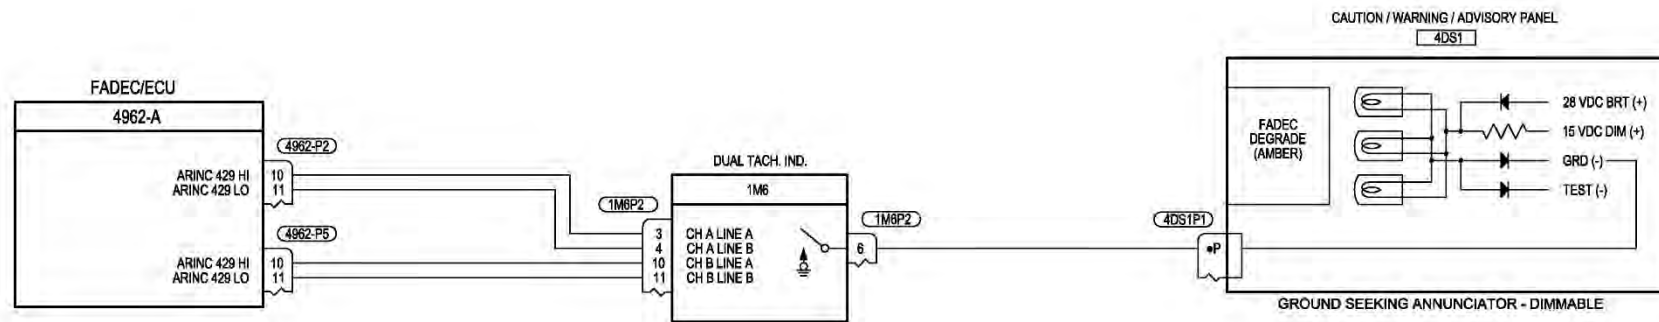 CAUTION / WARNING / ADVISORY PANEL
4DS1
FADEC/ECU
4962-A
4962-P2
ARINC 429 HI 10
ARINC 429 LO 11
4962-P5
ARINC 429 HI 10
ARINC 429 LO 11
DUAL TACH. IND.
1M6
1M6P2
3 CH A LINE A
4 CH A LINE B
10 CH B LINE A
11 CH B LINE B
1M6P2
6
4DS1P1
•P
FADEC
DEGRADE
(AMBER)
28 VDC BRT (+)
15 VDC DIM (+)
GRD (-)
TEST (-)
GROUND SEEKING ANNUNCIATOR - DIMMABLE